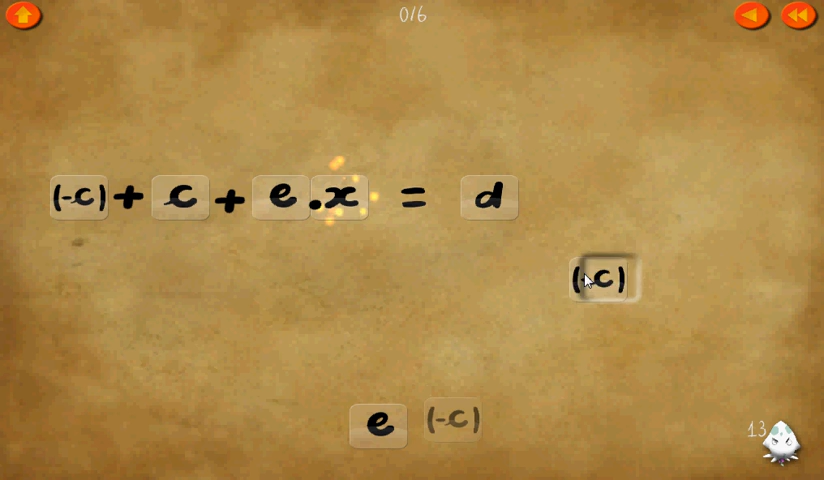 0/6
(-c) + c + e . x = d
(-c)
e (-c)
13